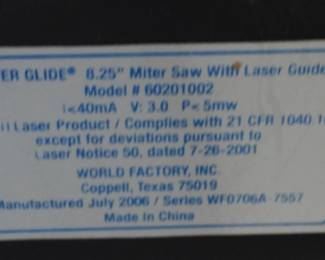 ER GLIDE® 8.25" Miter Saw With Laser Guide
Model # 60201002
I<40mA V: 3.0 P< 5mw
Laser Product / Complies with 21 CFR 1040.1
except for deviations pursuant to
Laser Notice 50, dated 7-26-2001
WORLD FACTORY, INC.
Coppell, Texas 75019
Manufactured July 2006 / Series WF0706A-7557
Made in China